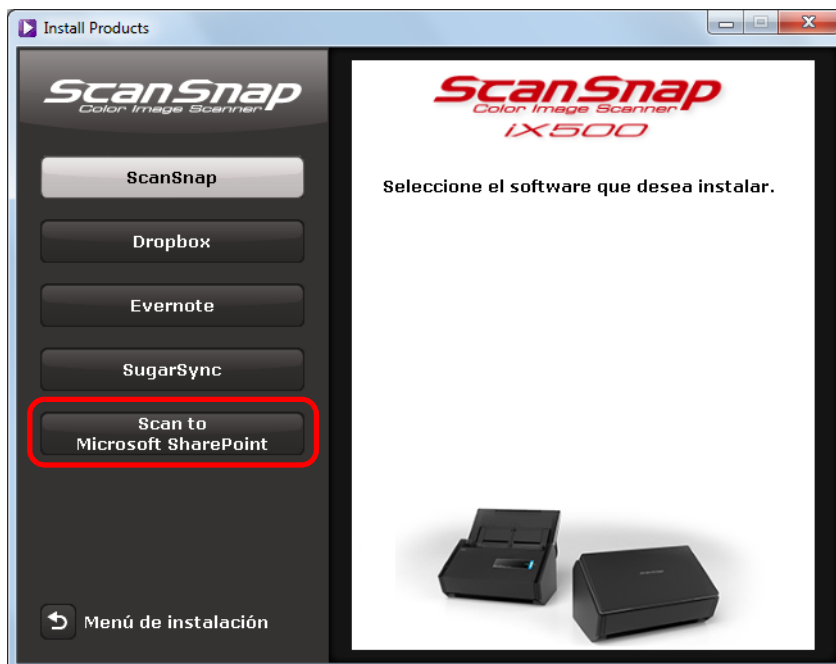 Install Products
ScanSnap
Color Image Scanner
ScanSnap
Dropbox
Evernote
SugarSync
Scan to
Microsoft SharePoint
Menú de instalación
ScanSnap
Color Image Scanner
iX500
Seleccione el software que desea instalar.